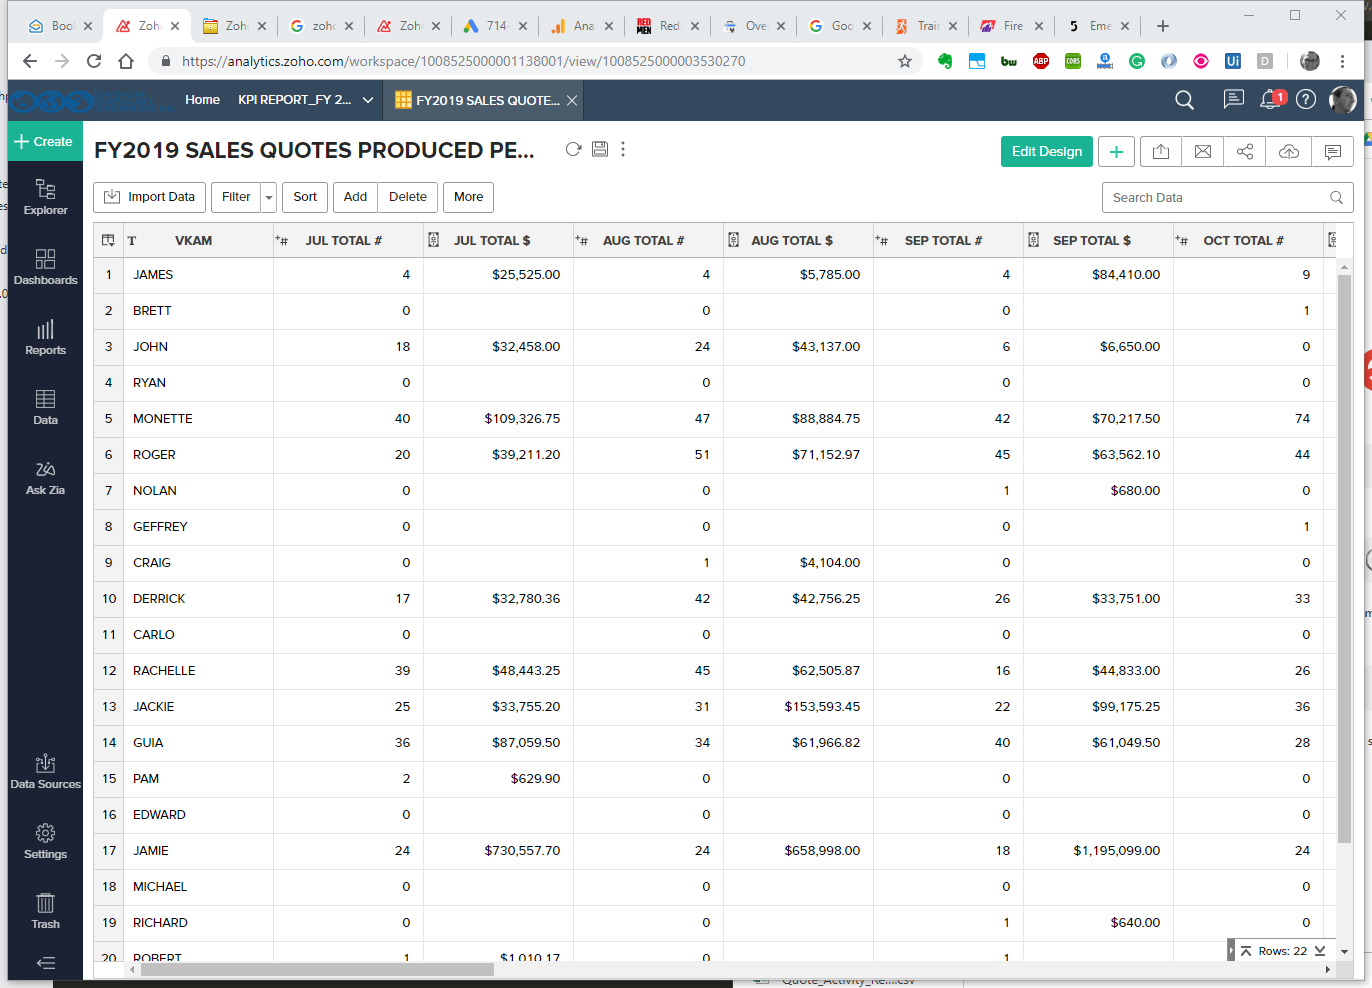 Bool
Zoho
Zoho
zoho
Zoho
714-
Ana
RED MEN
Red
Ove
Goo
Trair
Fire
5
Eme
https://analytics.zoho.com/workspace/1008525000001138001/view/1008525000003530270
bw
ABP
CORS
Ui
D
Home
KPI REPORT_FY 2...
FY2019 SALES QUOTE...
1
Create
FY2019 SALES QUOTES PRODUCED PE...
Edit Design
Import Data
Filter
Sort
Add
Delete
More
Search Data
Explorer
Dashboards
Reports
Data
Ask Zia
Data Sources
Settings
Trash
T VKAM +# JUL TOTAL # JUL TOTAL $ +# AUG TOTAL # AUG TOTAL $ +# SEP TOTAL # SEP TOTAL $ +# OCT TOTAL #
1 JAMES 4 $25,525.00 4 $5,785.00 4 $84,410.00 9
2 BRETT 0 0 0 1
3 JOHN 18 $32,458.00 24 $43,137.00 6 $6,650.00 0
4 RYAN 0 0 0 0
5 MONETTE 40 $109,326.75 47 $88,884.75 42 $70,217.50 74
6 ROGER 20 $39,211.20 51 $71,152.97 45 $63,562.10 44
7 NOLAN 0 0 1 $680.00 0
8 GEFFREY 0 0 0 1
9 CRAIG 0 1 $4,104.00 0 0
10 DERRICK 17 $32,780.36 42 $42,756.25 26 $33,751.00 33
11 CARLO 0 0 0 0
12 RACHELLE 39 $48,443.25 45 $62,505.87 16 $44,833.00 26
13 JACKIE 25 $33,755.20 31 $153,593.45 22 $99,175.25 36
14 GUIA 36 $87,059.50 34 $61,966.82 40 $61,049.50 28
15 PAM 2 $629.90 0 0 0
16 EDWARD 0 0 0 0
17 JAMIE 24 $730,557.70 24 $658,998.00 18 $1,195,099.00 24
18 MICHAEL 0 0 0 0
19 RICHARD 0 0 1 $640.00 0
20 ROBERT 1 $1,010.17 0 1
Rows: 22
Quote_Activity_Re....csv